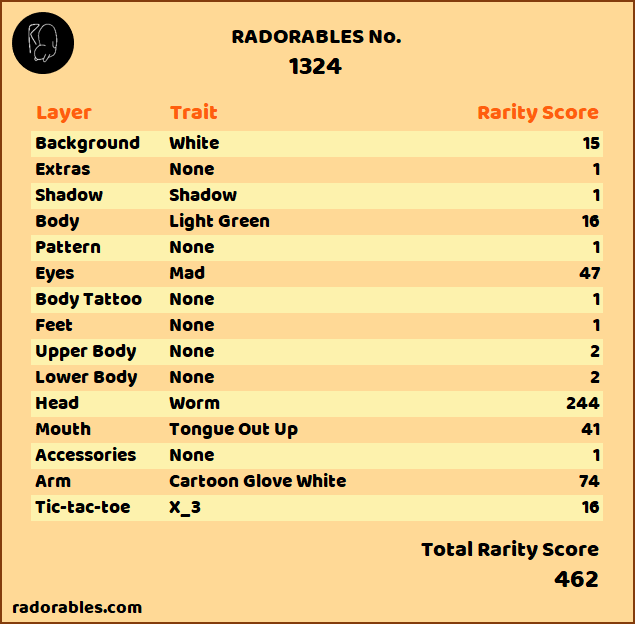 RADORABLES No.
1324
Layer Trait Rarity Score
Background White 15
Extras None 1
Shadow Shadow 1
Body Light Green 16
Pattern None 1
Eyes Mad 47
Body Tattoo None 1
Feet None 1
Upper Body None 2
Lower Body None 2
Head Worm 244
Mouth Tongue Out Up 41
Accessories None 1
Arm Cartoon Glove White 74
Tic-tac-toe X_3 16
Total Rarity Score
462
radorables.com